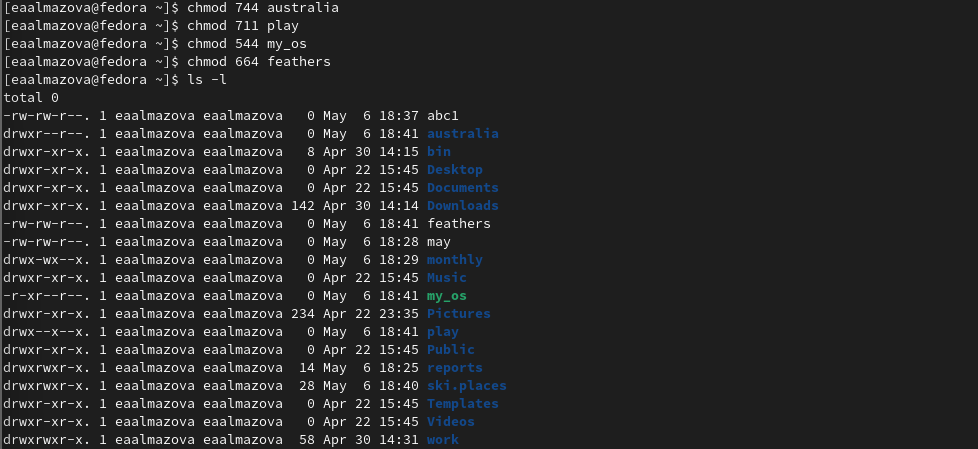 [eaalmazova@fedora ~]$ chmod 744 australia
[eaalmazova@fedora ~]$ chmod 711 play
[eaalmazova@fedora ~]$ chmod 544 my_os
[eaalmazova@fedora ~]$ chmod 664 feathers
[eaalmazova@fedora ~]$ ls -l
total 0
-rw-rw-r--. 1 eaalmazova eaalmazova   0 May  6 18:37 abc1
drwxr--r--. 1 eaalmazova eaalmazova   0 May  6 18:41 australia
drwxr-xr-x. 1 eaalmazova eaalmazova   8 Apr 30 14:15 bin
drwxr-xr-x. 1 eaalmazova eaalmazova   0 Apr 22 15:45 Desktop
drwxr-xr-x. 1 eaalmazova eaalmazova   0 Apr 22 15:45 Documents
drwxr-xr-x. 1 eaalmazova eaalmazova 142 Apr 30 14:14 Downloads
-rw-rw-r--. 1 eaalmazova eaalmazova   0 May  6 18:41 feathers
-rw-rw-r--. 1 eaalmazova eaalmazova   0 May  6 18:28 may
drwx-wx--x. 1 eaalmazova eaalmazova   0 May  6 18:29 monthly
drwxr-xr-x. 1 eaalmazova eaalmazova   0 Apr 22 15:45 Music
-r-xr--r--. 1 eaalmazova eaalmazova   0 May  6 18:41 my_os
drwxr-xr-x. 1 eaalmazova eaalmazova 234 Apr 22 23:35 Pictures
drwx--x--x. 1 eaalmazova eaalmazova   0 May  6 18:41 play
drwxr-xr-x. 1 eaalmazova eaalmazova   0 Apr 22 15:45 Public
drwxrwxr-x. 1 eaalmazova eaalmazova  14 May  6 18:25 reports
drwxrwxr-x. 1 eaalmazova eaalmazova  28 May  6 18:40 ski.places
drwxr-xr-x. 1 eaalmazova eaalmazova   0 Apr 22 15:45 Templates
drwxr-xr-x. 1 eaalmazova eaalmazova   0 Apr 22 15:45 Videos
drwxrwxr-x. 1 eaalmazova eaalmazova  58 Apr 30 14:31 work